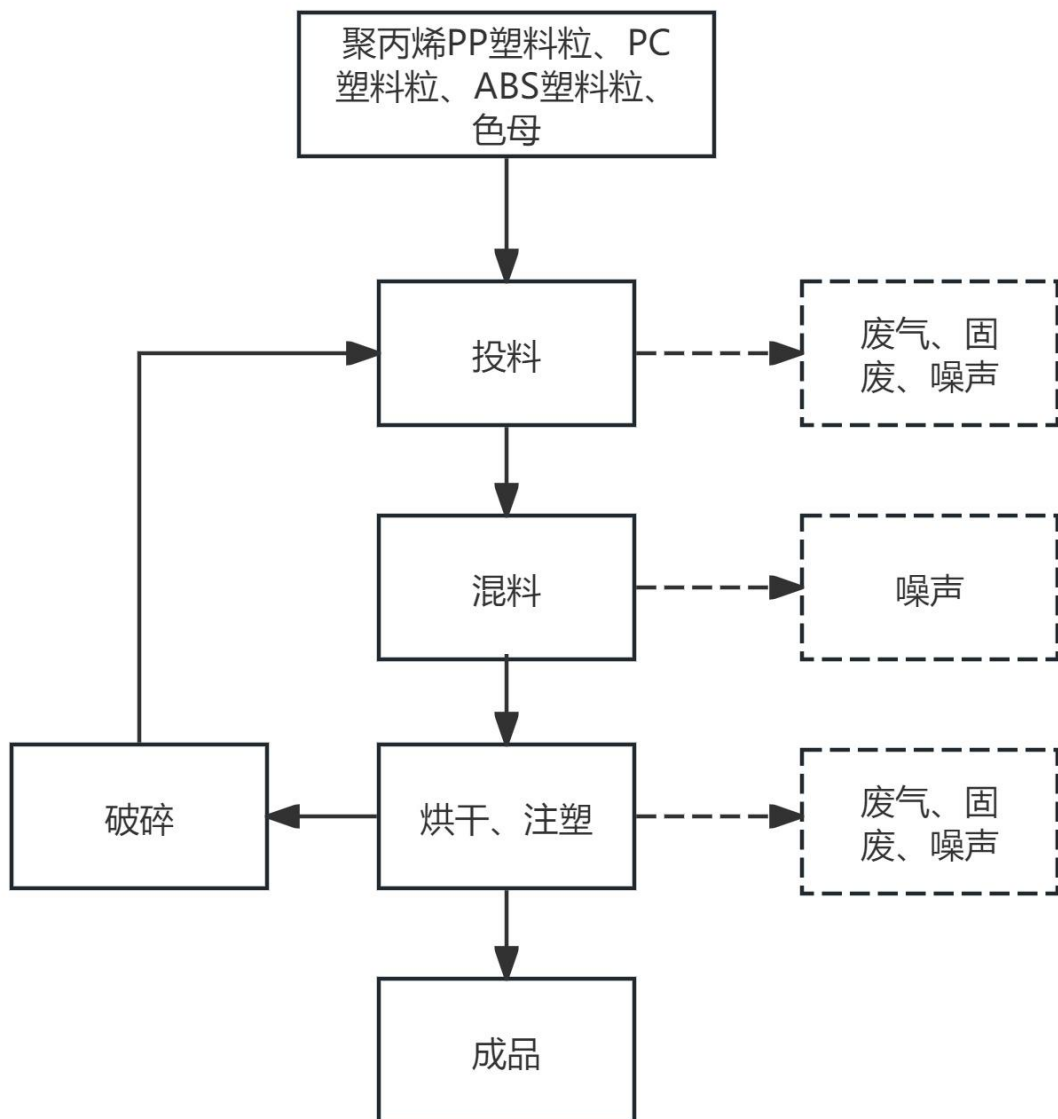 聚丙烯PP塑料粒、PC
塑料粒、ABS塑料粒、
色母
投料
废气、固
废、噪声
混料
噪声
破碎
烘干、注塑
废气、固
废、噪声
成品